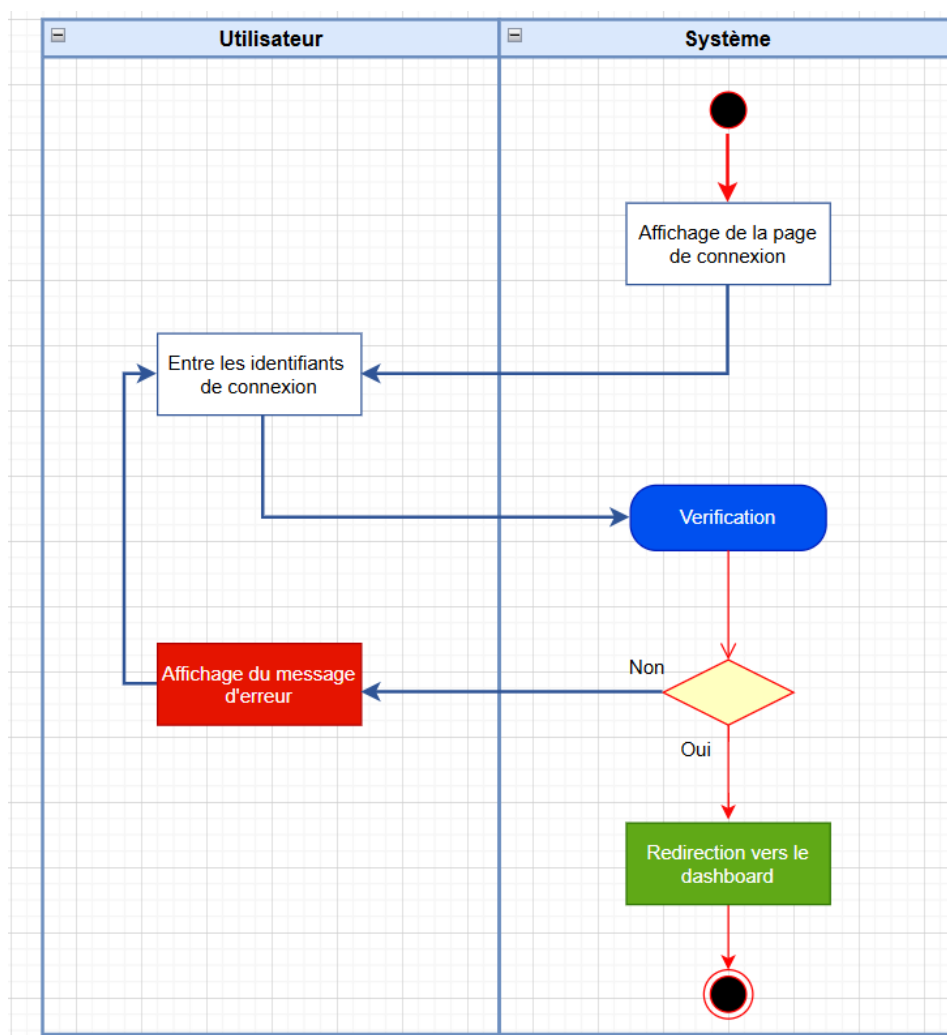 Utilisateur
Système
Affichage de la page
de connexion
Entre les identifiants
de connexion
Verification
Affichage du message
d'erreur
Non
Oui
Redirection vers le
dashboard